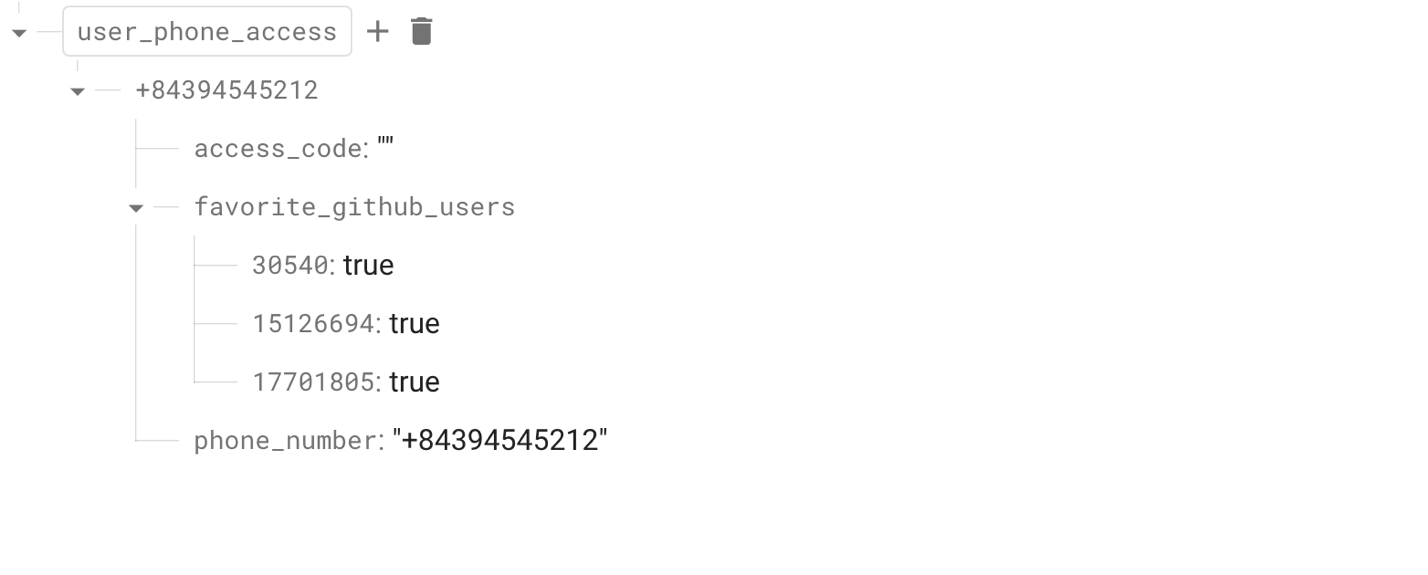 user_phone_access
+84394545212
access_code: ""
favorite_github_users
30540: true
15126694: true
17701805: true
phone_number: "+84394545212"